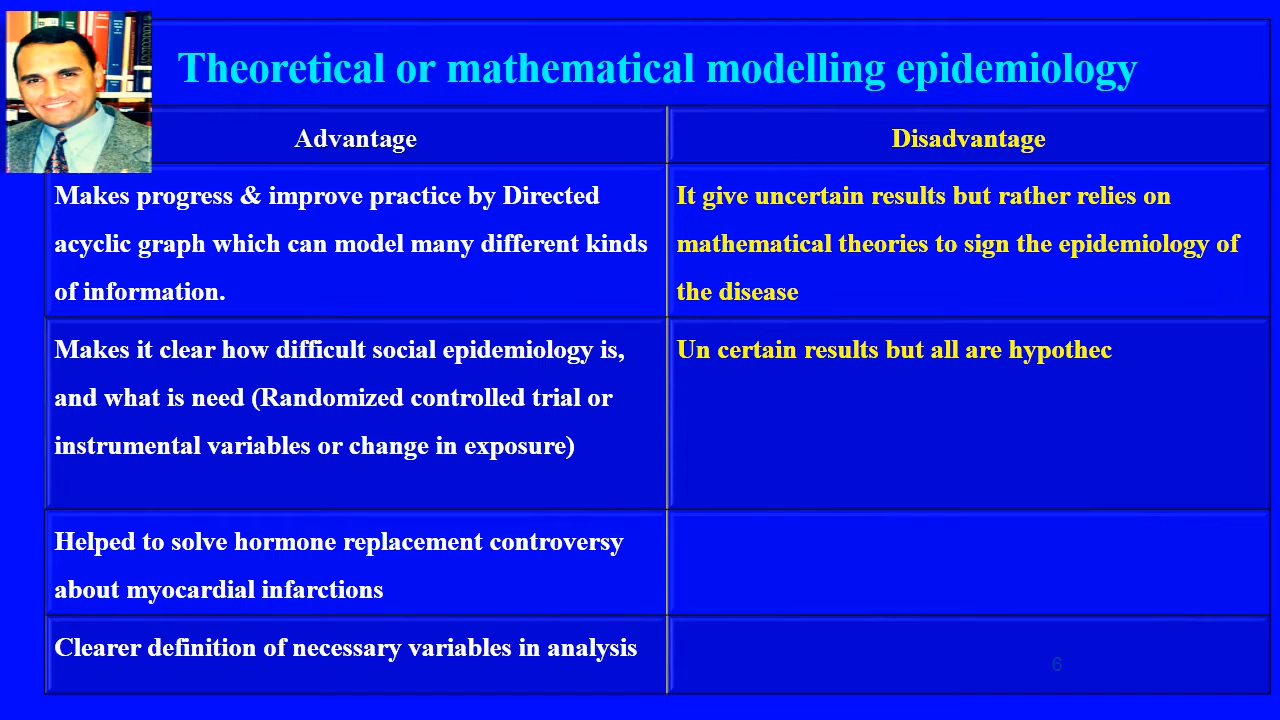 Theoretical or mathematical modelling epidemiology
Advantage
Disadvantage
Makes progress & improve practice by Directed
acyclic graph which can model many different kinds
of information.
It give uncertain results but rather relies on
mathematical theories to sign the epidemiology of
the disease
Makes it clear how difficult social epidemiology is,
and what is need (Randomized controlled trial or
instrumental variables or change in exposure)
Un certain results but all are hypothec
Helped to solve hormone replacement controversy
about myocardial infarctions
Clearer definition of necessary variables in analysis
6